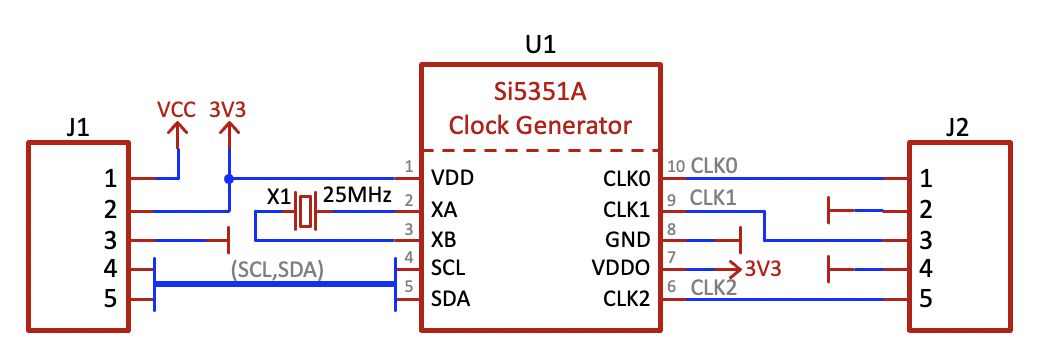 U1
Si5351A
Clock Generator
VCC 3V3
J1
J2
1
2
3
4
5
X1 25MHz
(SCL,SDA)
1 VDD
2 XA
3 XB
4 SCL
5 SDA
CLK0 10 CLK0
CLK1 9 CLK1
GND 8
VDDO 7 3V3
CLK2 6 CLK2
1
2
3
4
5